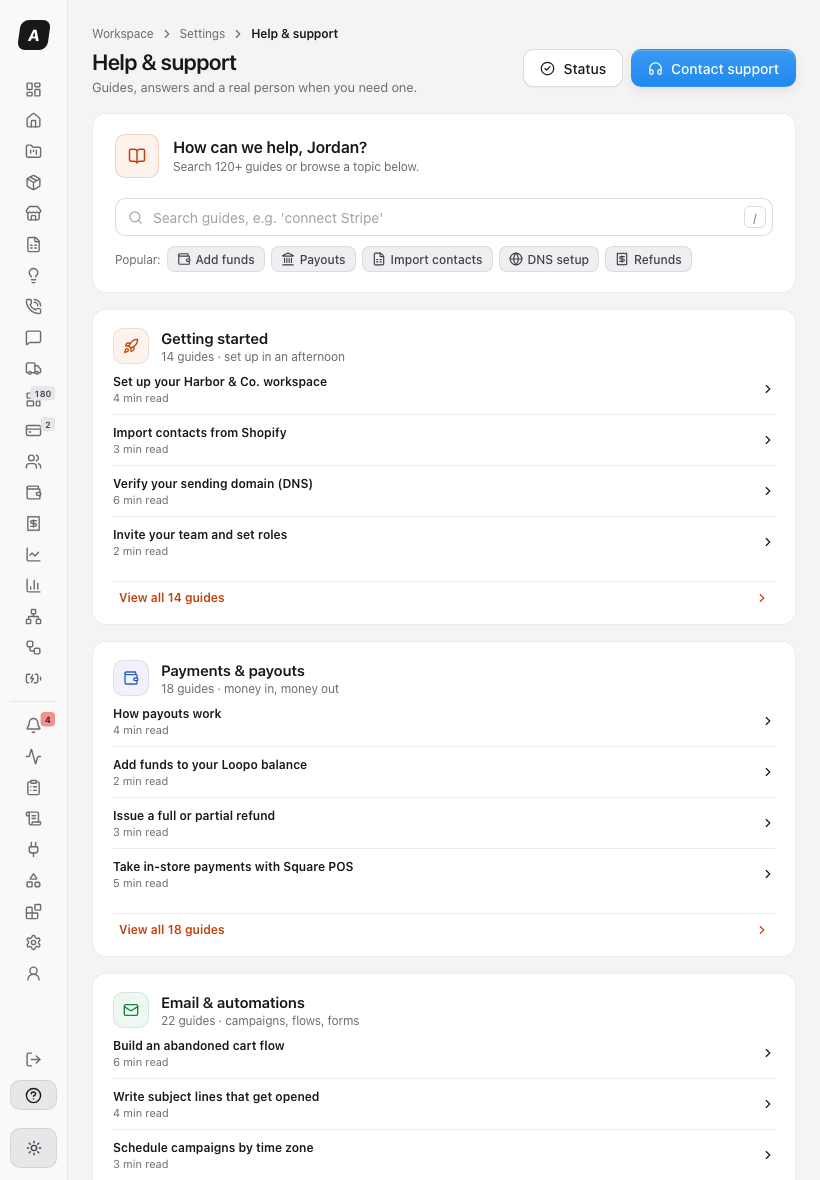 A
Workspace > Settings > Help & support
Help & support
Guides, answers and a real person when you need one.
Status
Contact support
How can we help, Jordan?
Search 120+ guides or browse a topic below.
Search guides, e.g. 'connect Stripe'
/
Popular:
Add funds
Payouts
Import contacts
DNS setup
Refunds
Getting started
14 guides · set up in an afternoon
Set up your Harbor & Co. workspace
4 min read
180
2
Import contacts from Shopify
3 min read
Verify your sending domain (DNS)
6 min read
Invite your team and set roles
2 min read
View all 14 guides
Payments & payouts
18 guides · money in, money out
How payouts work
4 min read
4
Add funds to your Loopo balance
2 min read
Issue a full or partial refund
3 min read
Take in-store payments with Square POS
5 min read
View all 18 guides
Email & automations
22 guides · campaigns, flows, forms
Build an abandoned cart flow
6 min read
Write subject lines that get opened
4 min read
Schedule campaigns by time zone
3 min read